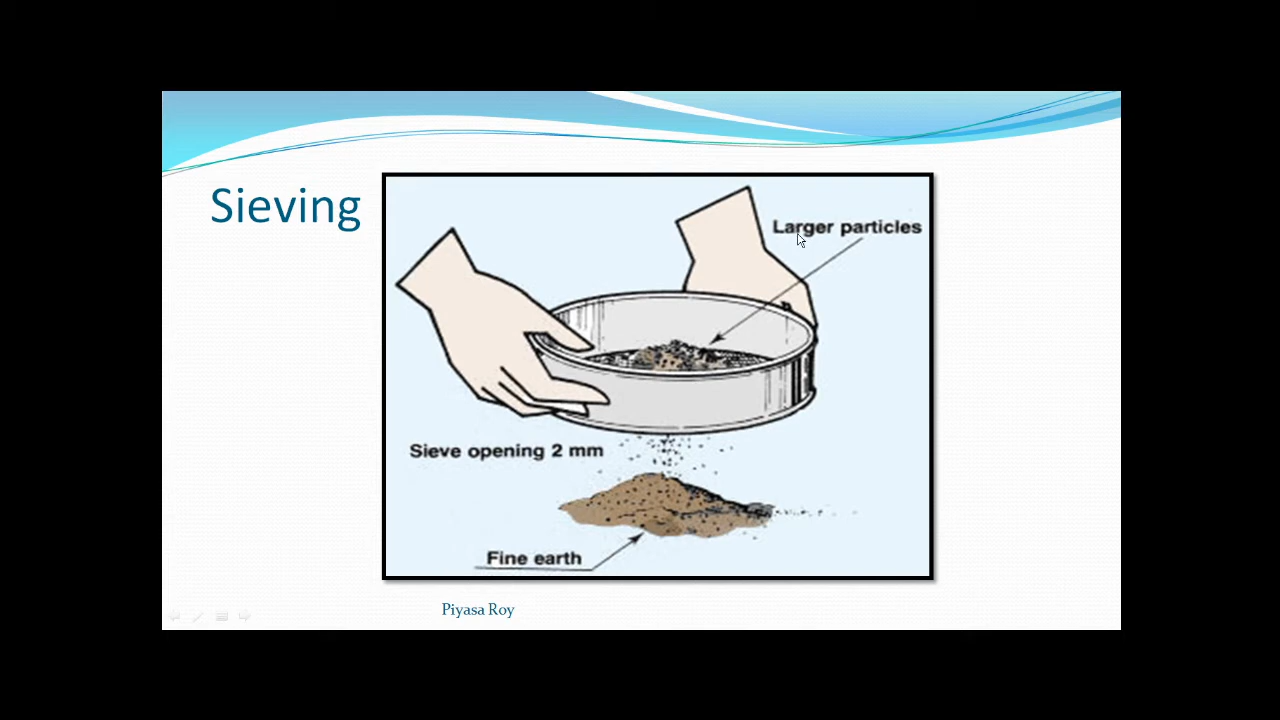 Sieving
Larger particles
Sieve opening 2 mm
Fine earth
Piyasa Roy